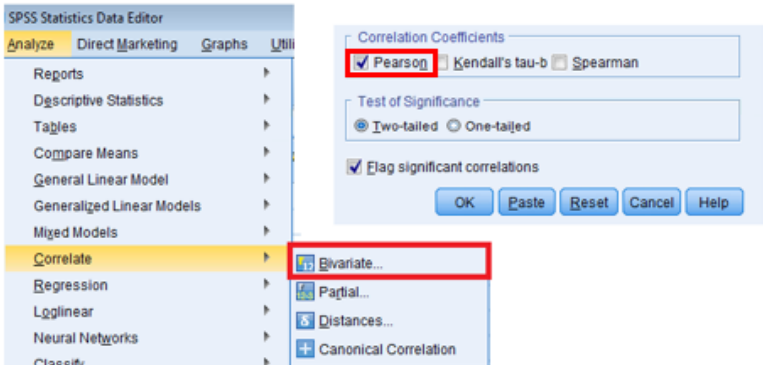 SPSS Statistics Data Editor
Analyze Direct Marketing Graphs Utili
Reports
Descriptive Statistics
Tables
Compare Means
General Linear Model
Generalized Linear Models
Mixed Models
Correlate
Regression
Loglinear
Neural Networks
Classify
Bivariate...
Partial...
Distances...
Canonical Correlation
Correlation Coefficients
Pearson Kendall's tau-b Spearman
Test of Significance
Two-tailed One-tailed
Flag significant correlations
OK Paste Reset Cancel Help